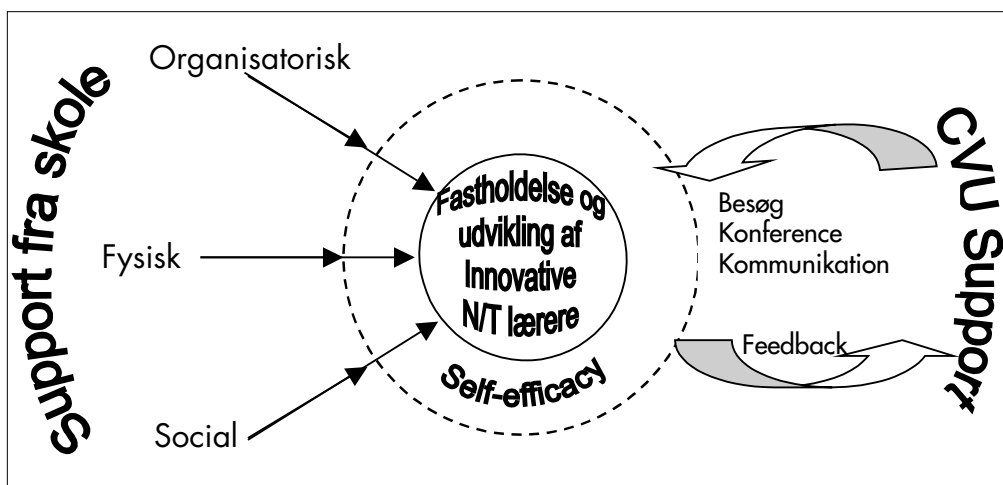 Support fra skole
Organisatorisk
Fysisk
Social
Fastholdelse og
udvikling af
Innovative
N/T lærere
Self-efficacy
Besøg
Konference
Kommunikation
Feedback
CVU Support